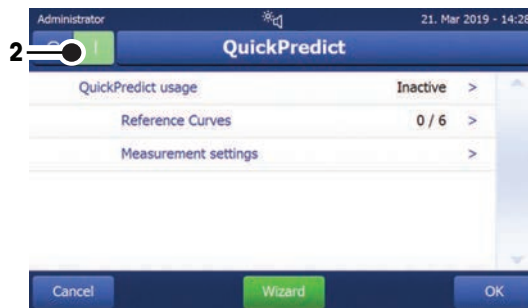 Administrator 21. Mar 2019 - 14:28
2 QuickPredict
QuickPredict usage Inactive >
Reference Curves 0 / 6 >
Measurement settings >
Cancel Wizard OK